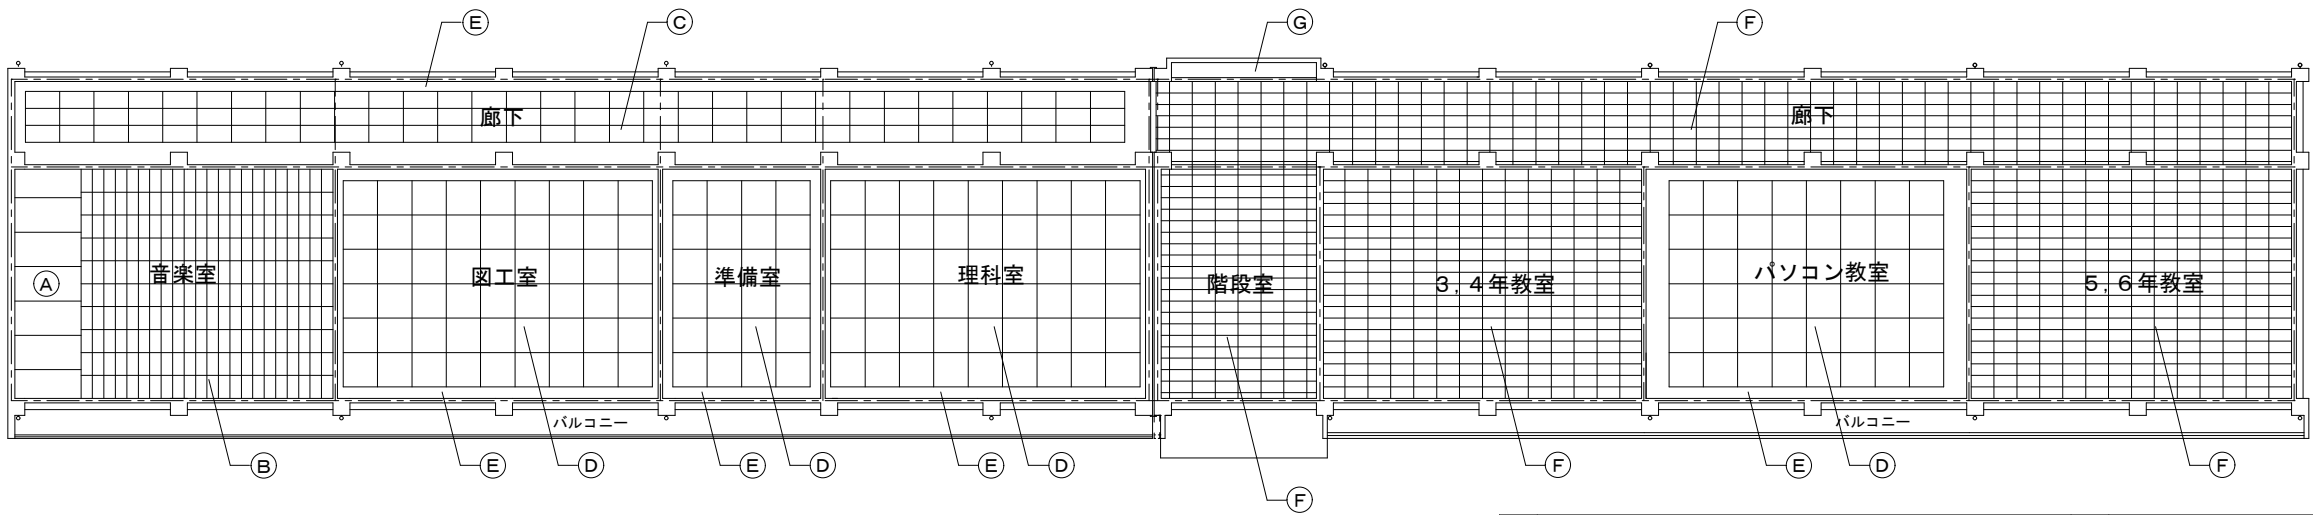 E
C
G
F
廊下
廊下
A
音楽室
図工室
準備室
理科室
階段室
3,4年教室
パソコン教室
5,6年教室
バルコニー
バルコニー
B
E
D
E
D
E
D
F
F
E
D
F